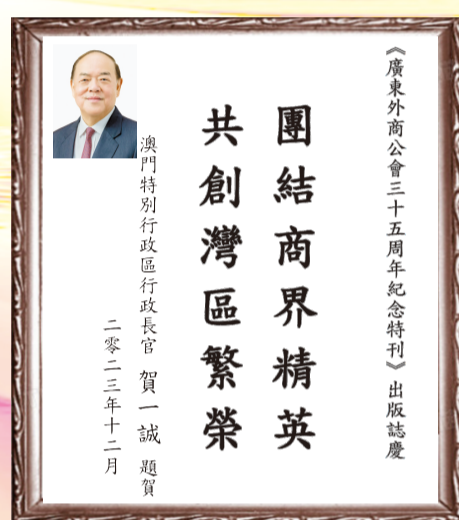 《廣東外商公會三十五周年紀念特刊》出版誌慶
團結商界精英
共創灣區繁榮
澳門特別行政區行政長官 賀一誠 題賀
二零二三年十二月